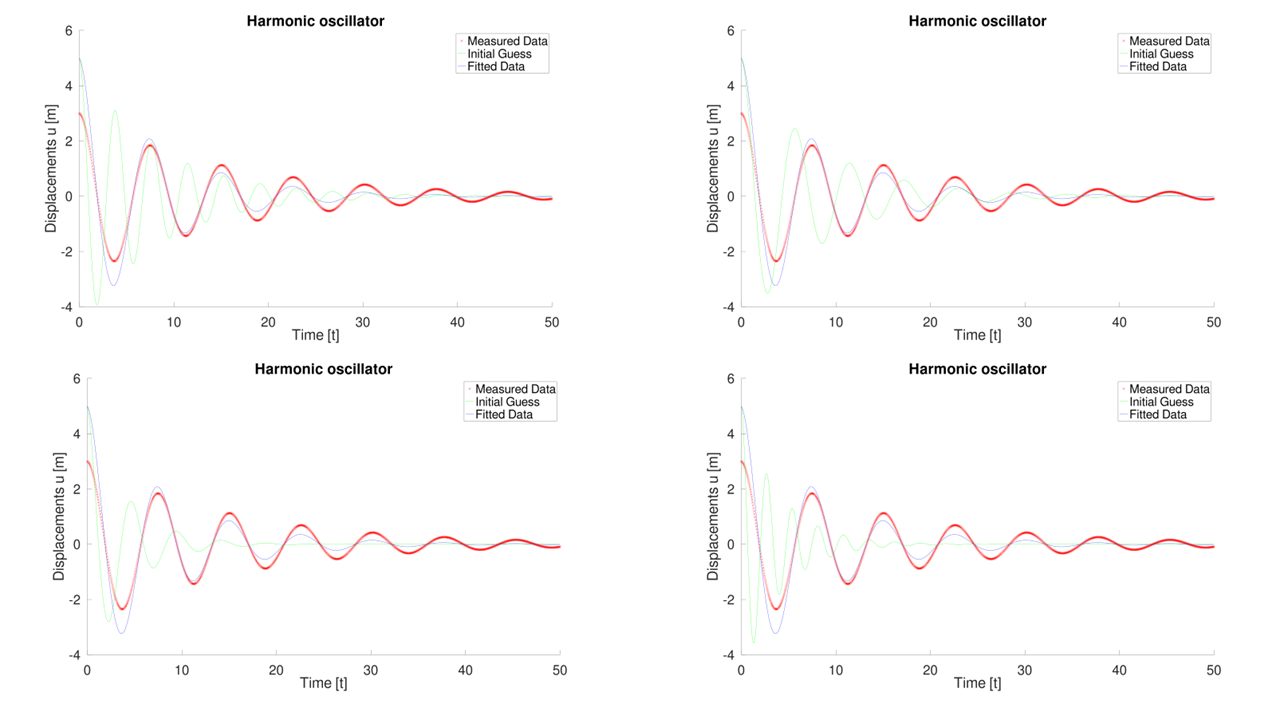 Harmonic oscillator
6
4
2
0
-2
-4
Displacements u [m]
Measured Data
Initial Guess
Fitted Data
0 10 20 30 40 50
Time [t]
Harmonic oscillator
6
4
2
0
-2
-4
Displacements u [m]
Measured Data
Initial Guess
Fitted Data
0 10 20 30 40 50
Time [t]
Harmonic oscillator
6
4
2
0
-2
-4
Displacements u [m]
Measured Data
Initial Guess
Fitted Data
0 10 20 30 40 50
Time [t]
Harmonic oscillator
6
4
2
0
-2
-4
Displacements u [m]
Measured Data
Initial Guess
Fitted Data
0 10 20 30 40 50
Time [t]